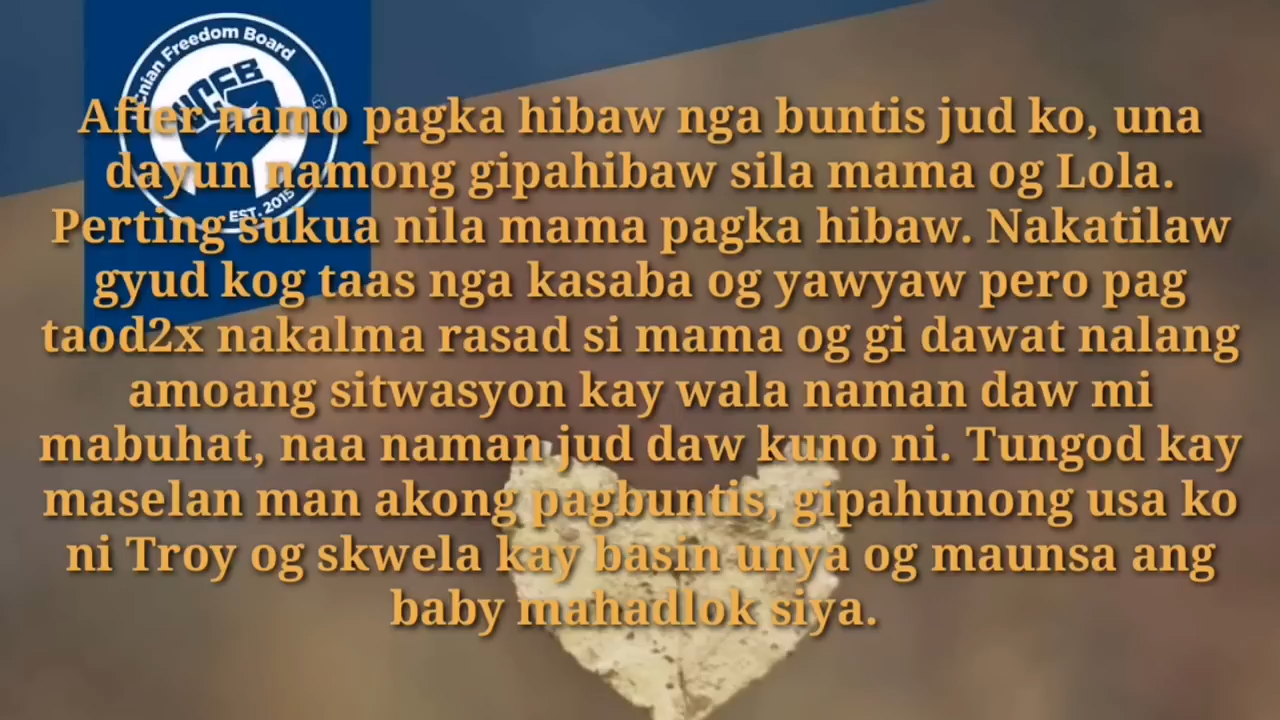 Freedom Board
EST. 2015
After namo pagka hibaw nga buntis jud ko, una
dayun namong gipahibaw sila mama og Lola.
Perting sukua nila mama pagka hibaw. Nakatilaw
gyud kog taas nga kasaba og yawyaw pero pag
taod2x nakalma rasad si mama og gi dawat nalang
amoang sitwasyon kay wala naman daw mi
mabuhat, naa naman jud daw kuno ni. Tungod kay
maselan man akong pagbuntis, gipahunong usa ko
ni Troy og skwela kay basin unya og maunsa ang
baby mahadlok siya.